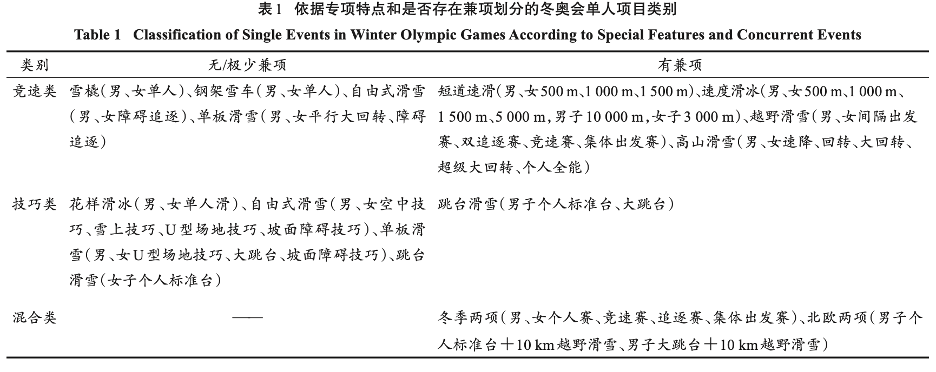 表1 依据专项特点和是否存在兼项划分的冬奥会单人项目类别
Table 1 Classification of Single Events in Winter Olympic Games According to Special Features and Concurrent Events
类别 无/极少兼项 有兼项
竞速类 雪橇(男、女单人)、钢架雪车(男、女单人)、自由式滑雪
(男、女障碍追逐)、单板滑雪(男、女平行大回转、障碍
追逐)
短道速滑(男、女500 m、1 000 m、1 500 m)、速度滑冰(男、女500 m、1 000 m、
1 500 m、5 000 m,男子10 000 m,女子3 000 m)、越野滑雪(男、女间隔出发
赛、双追逐赛、竞速赛、集体出发赛)、高山滑雪(男、女速降、回转、大回转、
超级大回转、个人全能)
技巧类 花样滑冰(男、女单人滑)、自由式滑雪(男、女空中技
巧、雪上技巧、U型场地技巧、坡面障碍技巧)、单板滑
雪(男、女U型场地技巧、大跳台、坡面障碍技巧)、跳台
滑雪(女子个人标准台)
跳台滑雪(男子个人标准台、大跳台)
混合类 ——
冬季两项(男、女个人赛、竞速赛、追逐赛、集体出发赛)、北欧两项(男子个
人标准台+10 km越野滑雪、男子大跳台+10 km越野滑雪)